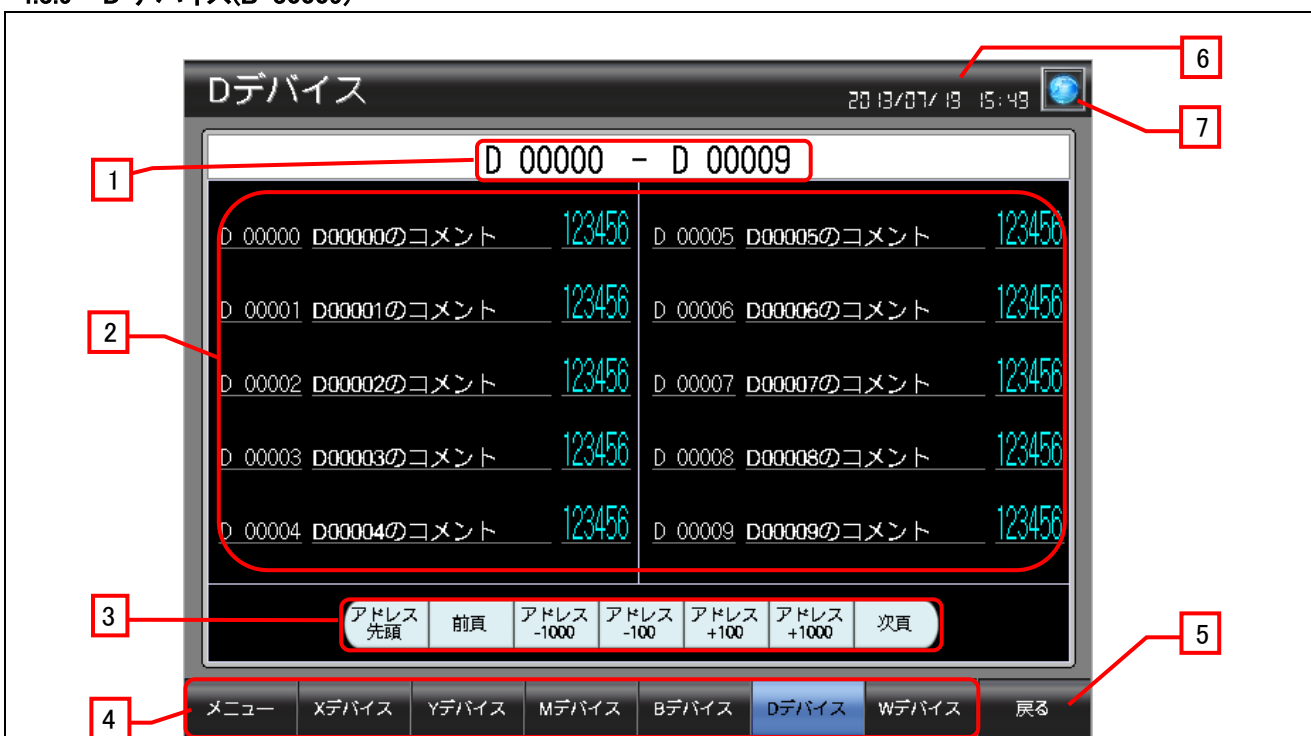 6
Dデバイス
2013/07/19 15:49
7
D 00000 - D 00009
1
D 00000 D00000のコメント 123456 D 00005 D00005のコメント 123456
D 00001 D00001のコメント 123456 D 00006 D00006のコメント 123456
2
D 00002 D00002のコメント 123456 D 00007 D00007のコメント 123456
D 00003 D00003のコメント 123456 D 00008 D00008のコメント 123456
D 00004 D00004のコメント 123456 D 00009 D00009のコメント 123456
3
アドレス
先頭
前頁
アドレス
-1000
アドレス
-100
アドレス
+100
アドレス
+1000
次頁
5
4
メニュー Xデバイス Yデバイス Mデバイス Bデバイス Dデバイス Wデバイス 戻る